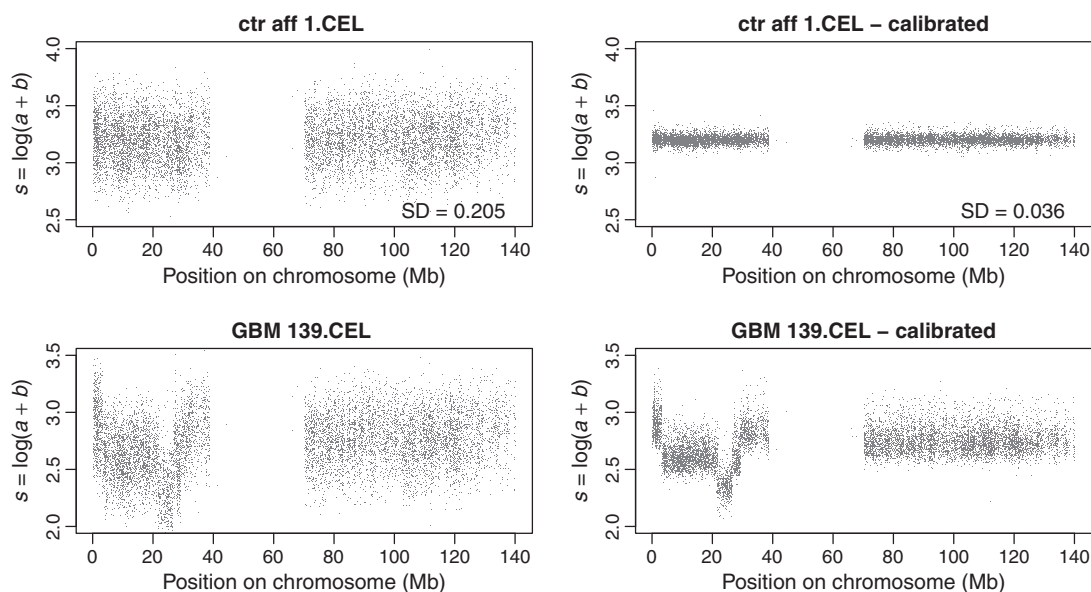 ctr aff 1.CEL
s = log(a + b)
4.0
3.5
3.0
2.5
SD = 0.205
0 20 40 60 80 100 120 140
Position on chromosome (Mb)
ctr aff 1.CEL – calibrated
s = log(a + b)
4.0
3.5
3.0
2.5
SD = 0.036
0 20 40 60 80 100 120 140
Position on chromosome (Mb)
GBM 139.CEL
s = log(a + b)
3.5
3.0
2.5
2.0
0 20 40 60 80 100 120 140
Position on chromosome (Mb)
GBM 139.CEL – calibrated
s = log(a + b)
3.5
3.0
2.5
2.0
0 20 40 60 80 100 120 140
Position on chromosome (Mb)